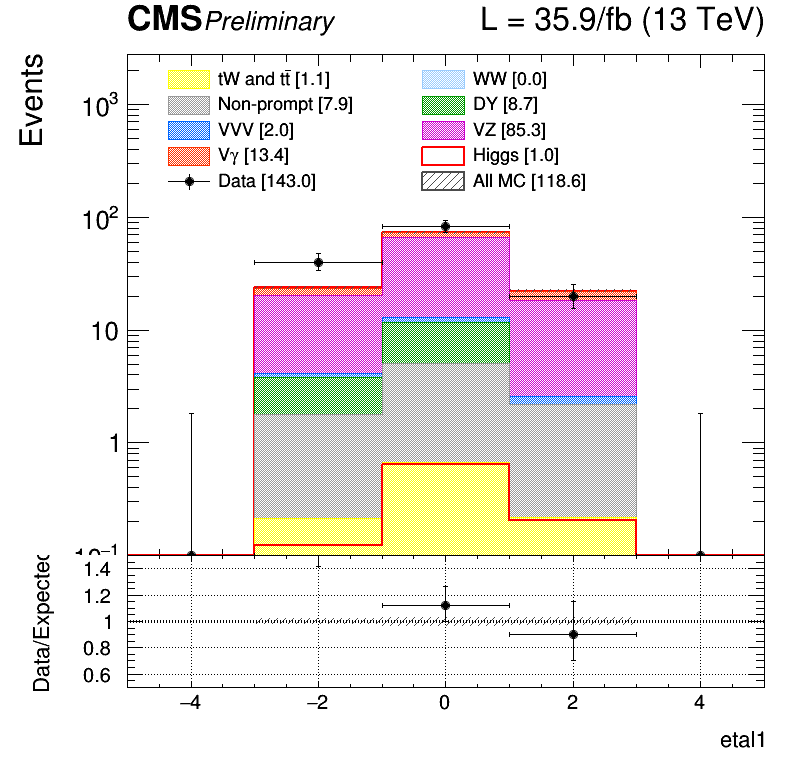 CMS Preliminary L = 35.9/fb (13 TeV)
Events
tW and tt̄ [1.1] WW [0.0]
Non-prompt [7.9] DY [8.7]
VVV [2.0] VZ [85.3]
Vγ [13.4] Higgs [1.0]
Data [143.0] All MC [118.6]
10³
10²
10
1
Data/Expected
1.4
1.2
1
0.8
0.6
−4 −2 0 2 4
etal1